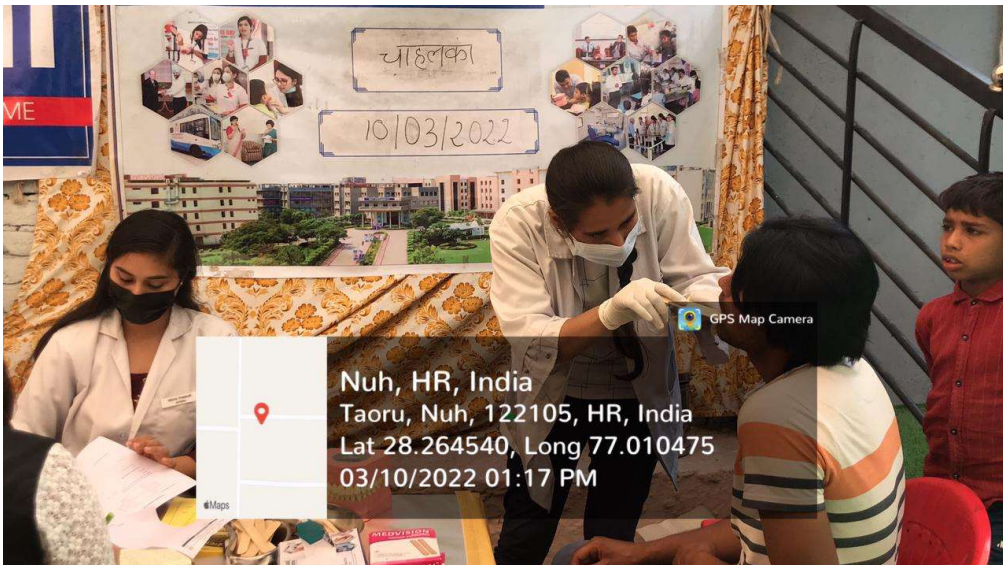 ME
चाहलका
10/03/2022
GPS Map Camera
Nuh, HR, India
Taoru, Nuh, 122105, HR, India
Lat 28.264540, Long 77.010475
03/10/2022 01:17 PM
Maps
MEDVISION